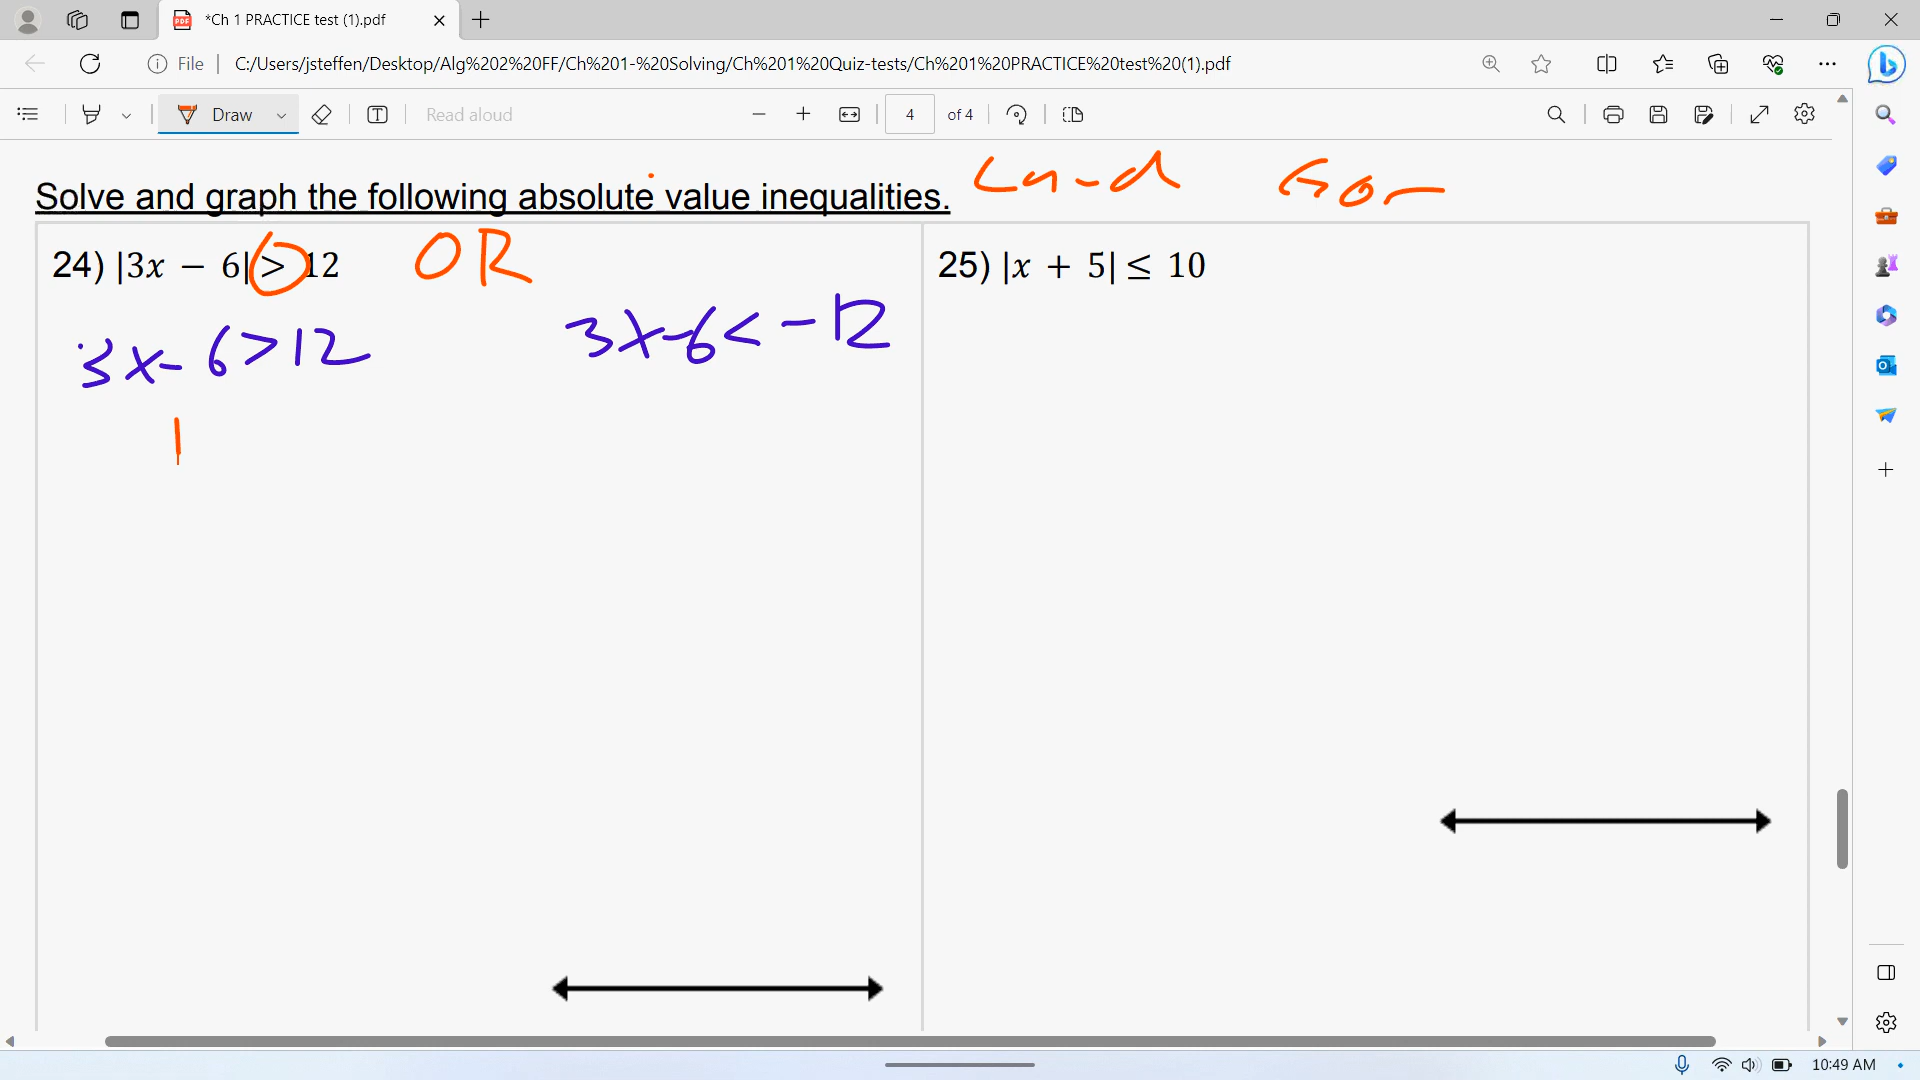 *Ch 1 PRACTICE test (1).pdf
File C:/Users/jsteffen/Desktop/Alg%202%20FF/Ch%201-%20Solving/Ch%201%20Quiz-tests/Ch%201%20PRACTICE%20test%20(1).pdf
Draw Read aloud 4 of 4
Solve and graph the following absolute value inequalities. Lan-d Gor
24) |3x − 6| > 12 OR
3x-6>12 3x-6<-12
25) |x + 5| ≤ 10
10:49 AM